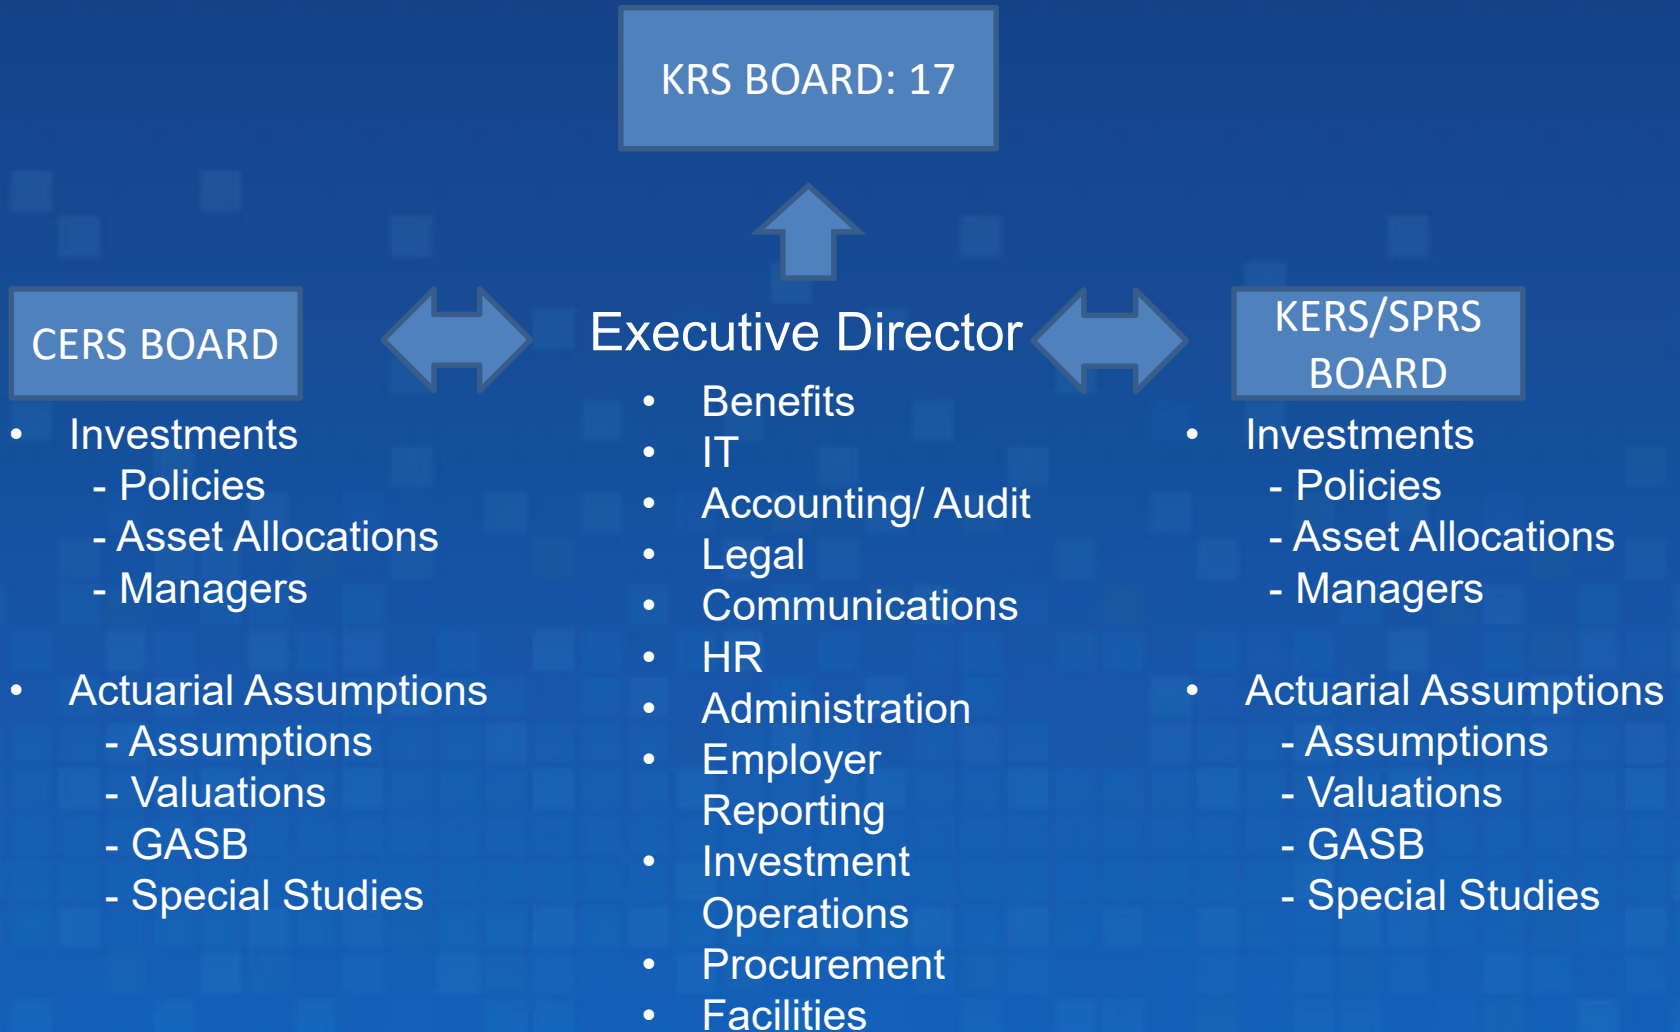 KRS BOARD: 17
CERS BOARD
• Investments
- Policies
- Asset Allocations
- Managers
• Actuarial Assumptions
- Assumptions
- Valuations
- GASB
- Special Studies
Executive Director
• Benefits
• IT
• Accounting/ Audit
• Legal
• Communications
• HR
• Administration
• Employer
Reporting
• Investment
Operations
• Procurement
• Facilities
KERS/SPRS
BOARD
• Investments
- Policies
- Asset Allocations
- Managers
• Actuarial Assumptions
- Assumptions
- Valuations
- GASB
- Special Studies